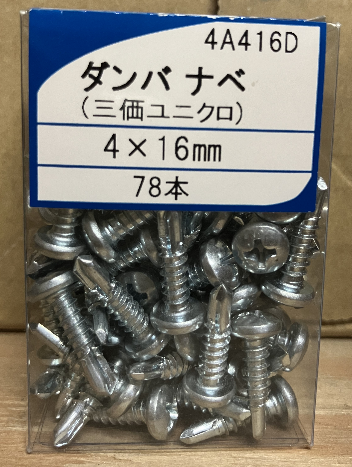 4A416D
ダンバ ナベ
(三価ユニクロ)
4×16mm
78本